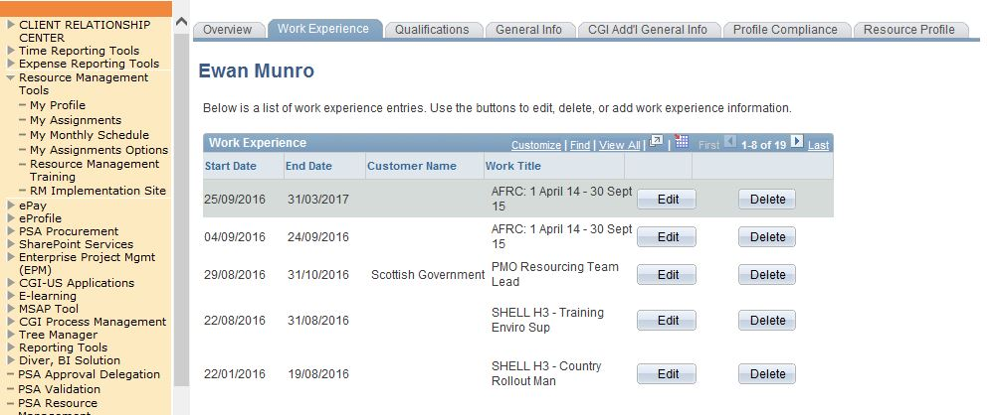 CLIENT RELATIONSHIP
CENTER
Time Reporting Tools
Expense Reporting Tools
Resource Management
Tools
My Profile
My Assignments
My Monthly Schedule
My Assignments Options
Resource Management
Training
RM Implementation Site
ePay
eProfile
PSA Procurement
SharePoint Services
Enterprise Project Mgmt
(EPM)
CGI-US Applications
E-learning
MSAP Tool
CGI Process Management
Tree Manager
Reporting Tools
Diver, BI Solution
PSA Approval Delegation
PSA Validation
PSA Resource
Management
Overview Work Experience Qualifications General Info CGI Add'l General Info Profile Compliance Resource Profile
Ewan Munro
Below is a list of work experience entries. Use the buttons to edit, delete, or add work experience information.
Work Experience Customize | Find | View All | | First 1-8 of 19 Last
Start Date End Date Customer Name Work Title
25/09/2016 31/03/2017 AFRC: 1 April 14 - 30 Sept Edit Delete
15
04/09/2016 24/09/2016 AFRC: 1 April 14 - 30 Sept Edit Delete
15
29/08/2016 31/10/2016 Scottish Government PMO Resourcing Team Edit Delete
Lead
22/08/2016 31/08/2016 SHELL H3 - Training Edit Delete
Enviro Sup
22/01/2016 19/08/2016 SHELL H3 - Country Edit Delete
Rollout Man